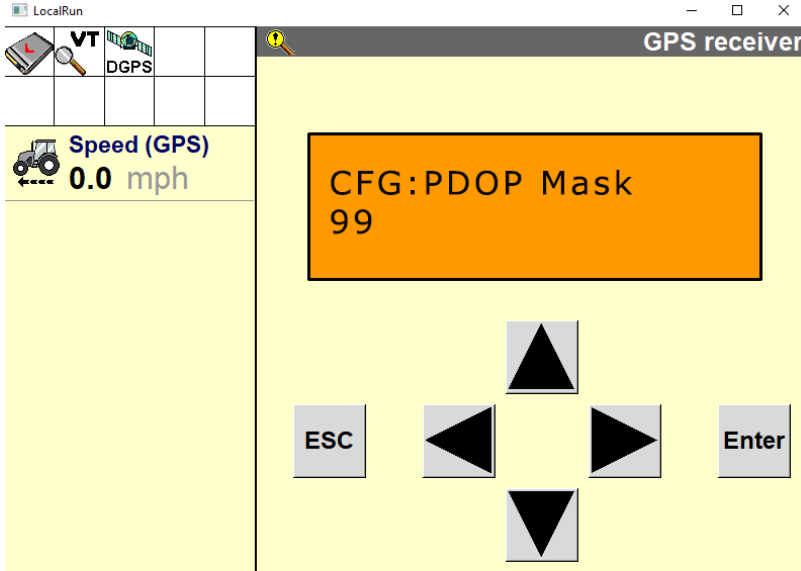 LocalRun
L
VT
DGPS
GPS receiver
Speed (GPS)
0.0 mph
CFG:PDOP Mask
99
ESC
Enter